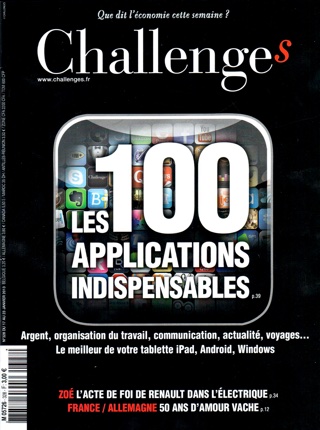 Que dit l'économie cette semaine ?
Challenges
www.challenges.fr
LES 100
APPLICATIONS
INDISPENSABLES p.39
Argent, organisation du travail, communication, actualité, voyages...
Le meilleur de votre tablette iPad, Android, Windows
ZOÉ L'ACTE DE FOI DE RENAULT DANS L'ÉLECTRIQUE p.34
FRANCE / ALLEMAGNE 50 ANS D'AMOUR VACHE p.12